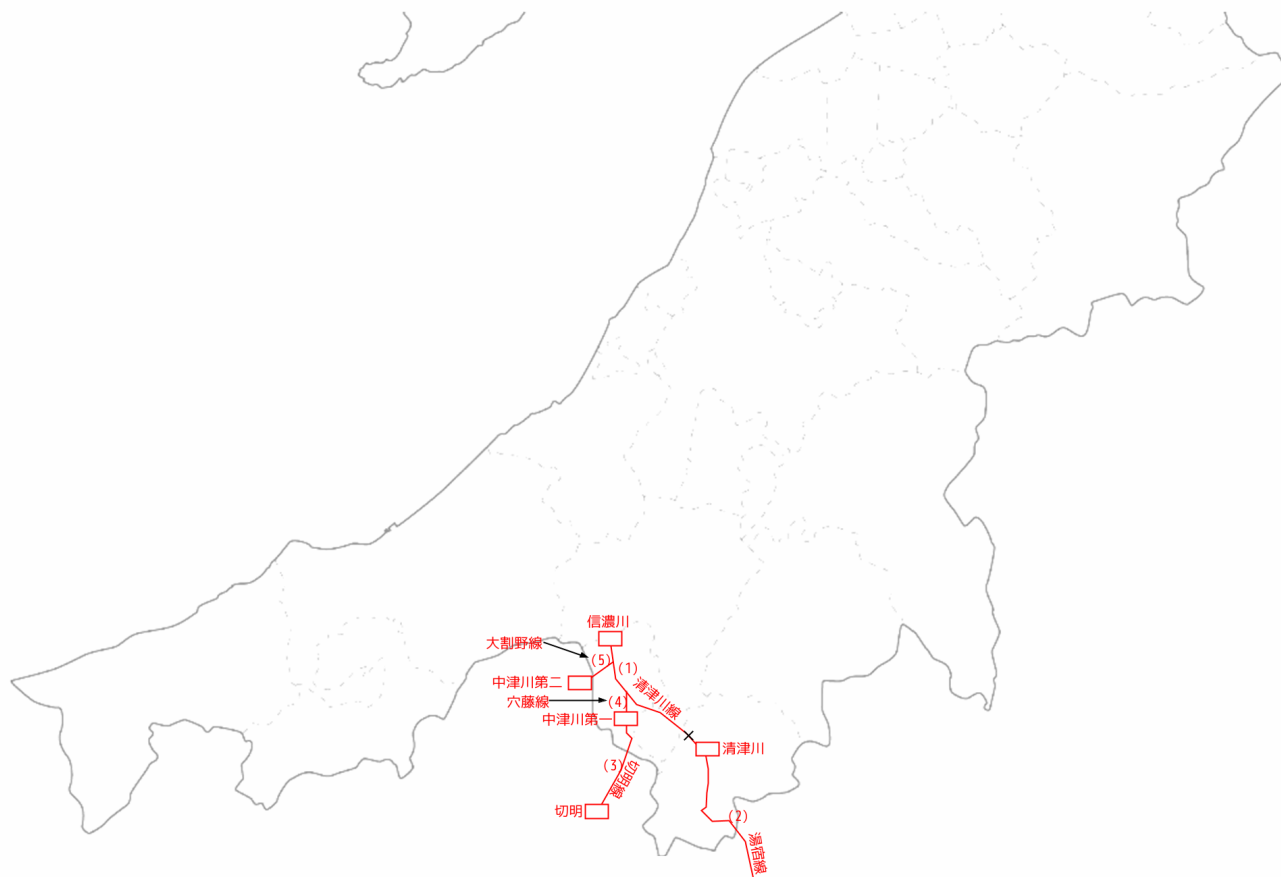 信濃川
大割野線
(5)
(1)
中津川第二
清津川線
穴藤線
(4)
中津川第一
清津川
(3)
切明線
切明
(2)
湯宿線